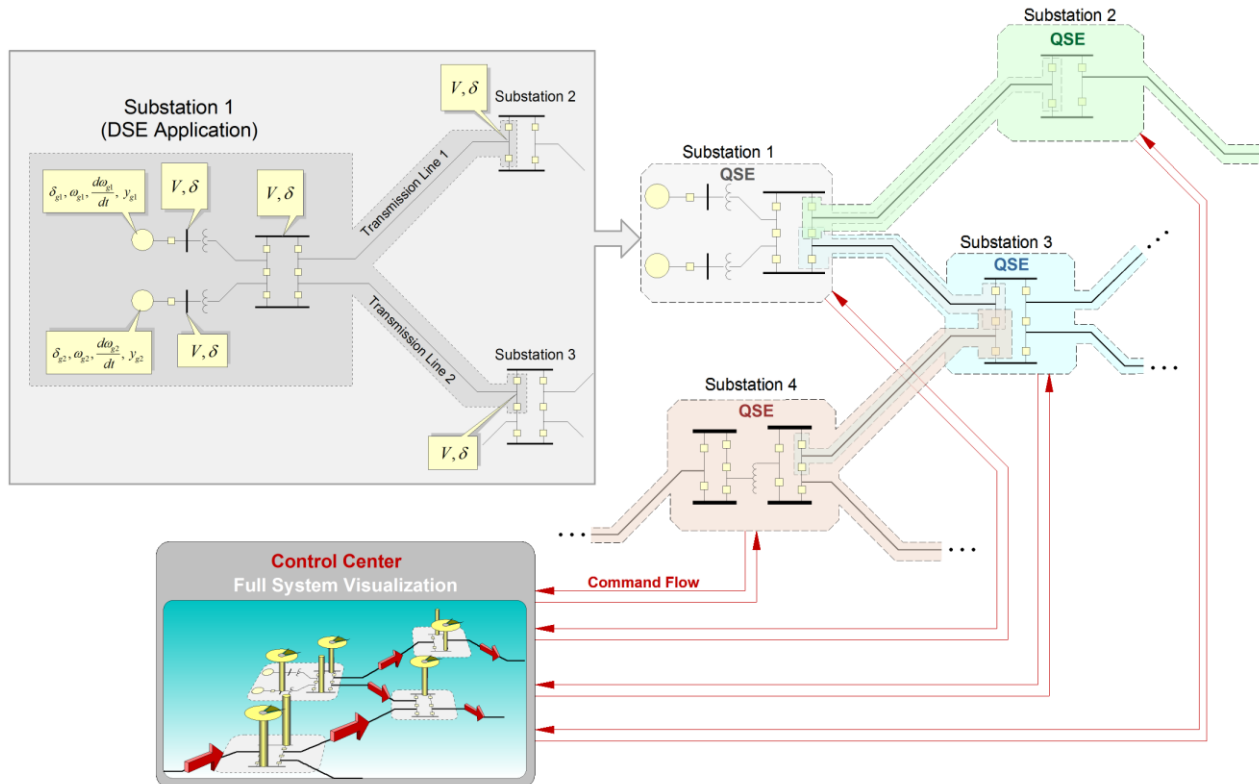 Substation 1
(DSE Application)
V, δ
Substation 2
δg1, ωg1, dωg1/dt, yg1
V, δ
V, δ
Transmission Line 1
δg2, ωg2, dωg2/dt, yg2
V, δ
Transmission Line 2
Substation 3
V, δ
Substation 2
QSE
Substation 1
QSE
Substation 3
QSE
...
...
Substation 4
QSE
...
...
Control Center
Full System Visualization
Command Flow